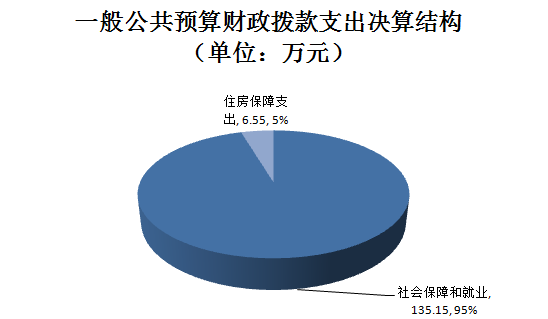 一般公共预算财政拨款支出决算结构
（单位：万元）
住房保障支
出, 6.55, 5%
社会保障和就业,
135.15, 95%